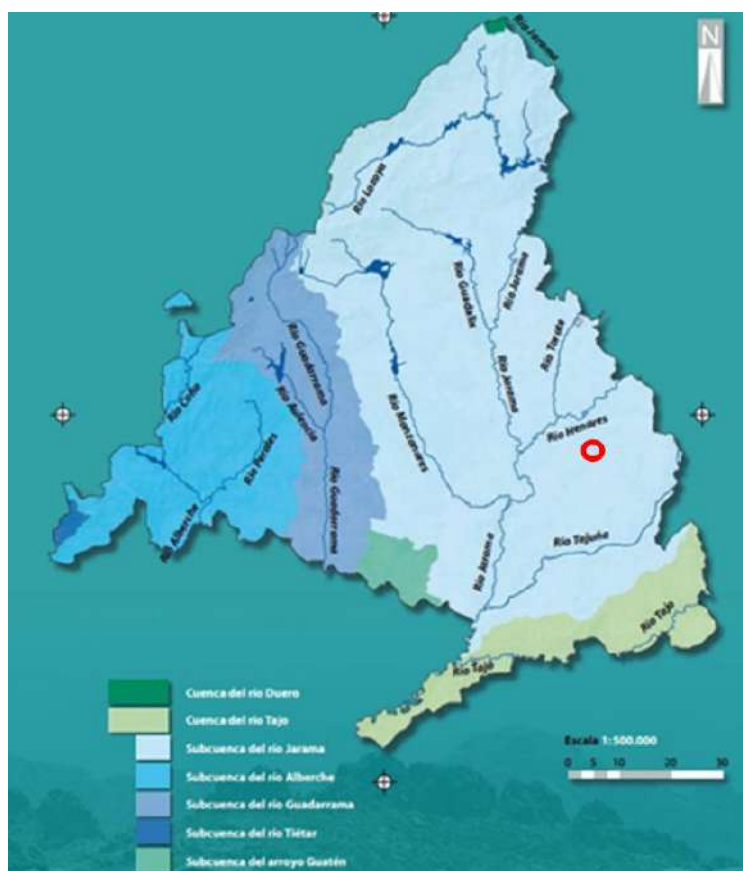 Río Jarama
N
Río Lozoya
Río Jarama
Río Guadalix
Río Torote
Río Guadarrama
Río Jarama
Río Cofio
Río Aulencia
Río Manzanares
Río Henares
Río Perales
Río Guadarrama
Río Alberche
Río Jarama
Río Tajuña
Río Tajo
Río Tajo
Cuenca del río Duero
Cuenca del río Tajo
Subcuenca del río Jarama
Subcuenca del río Alberche
Subcuenca del río Guadarrama
Subcuenca del río Tiétar
Subcuenca del arroyo Guatén
Escala 1:500.000
0 5 10 20 30